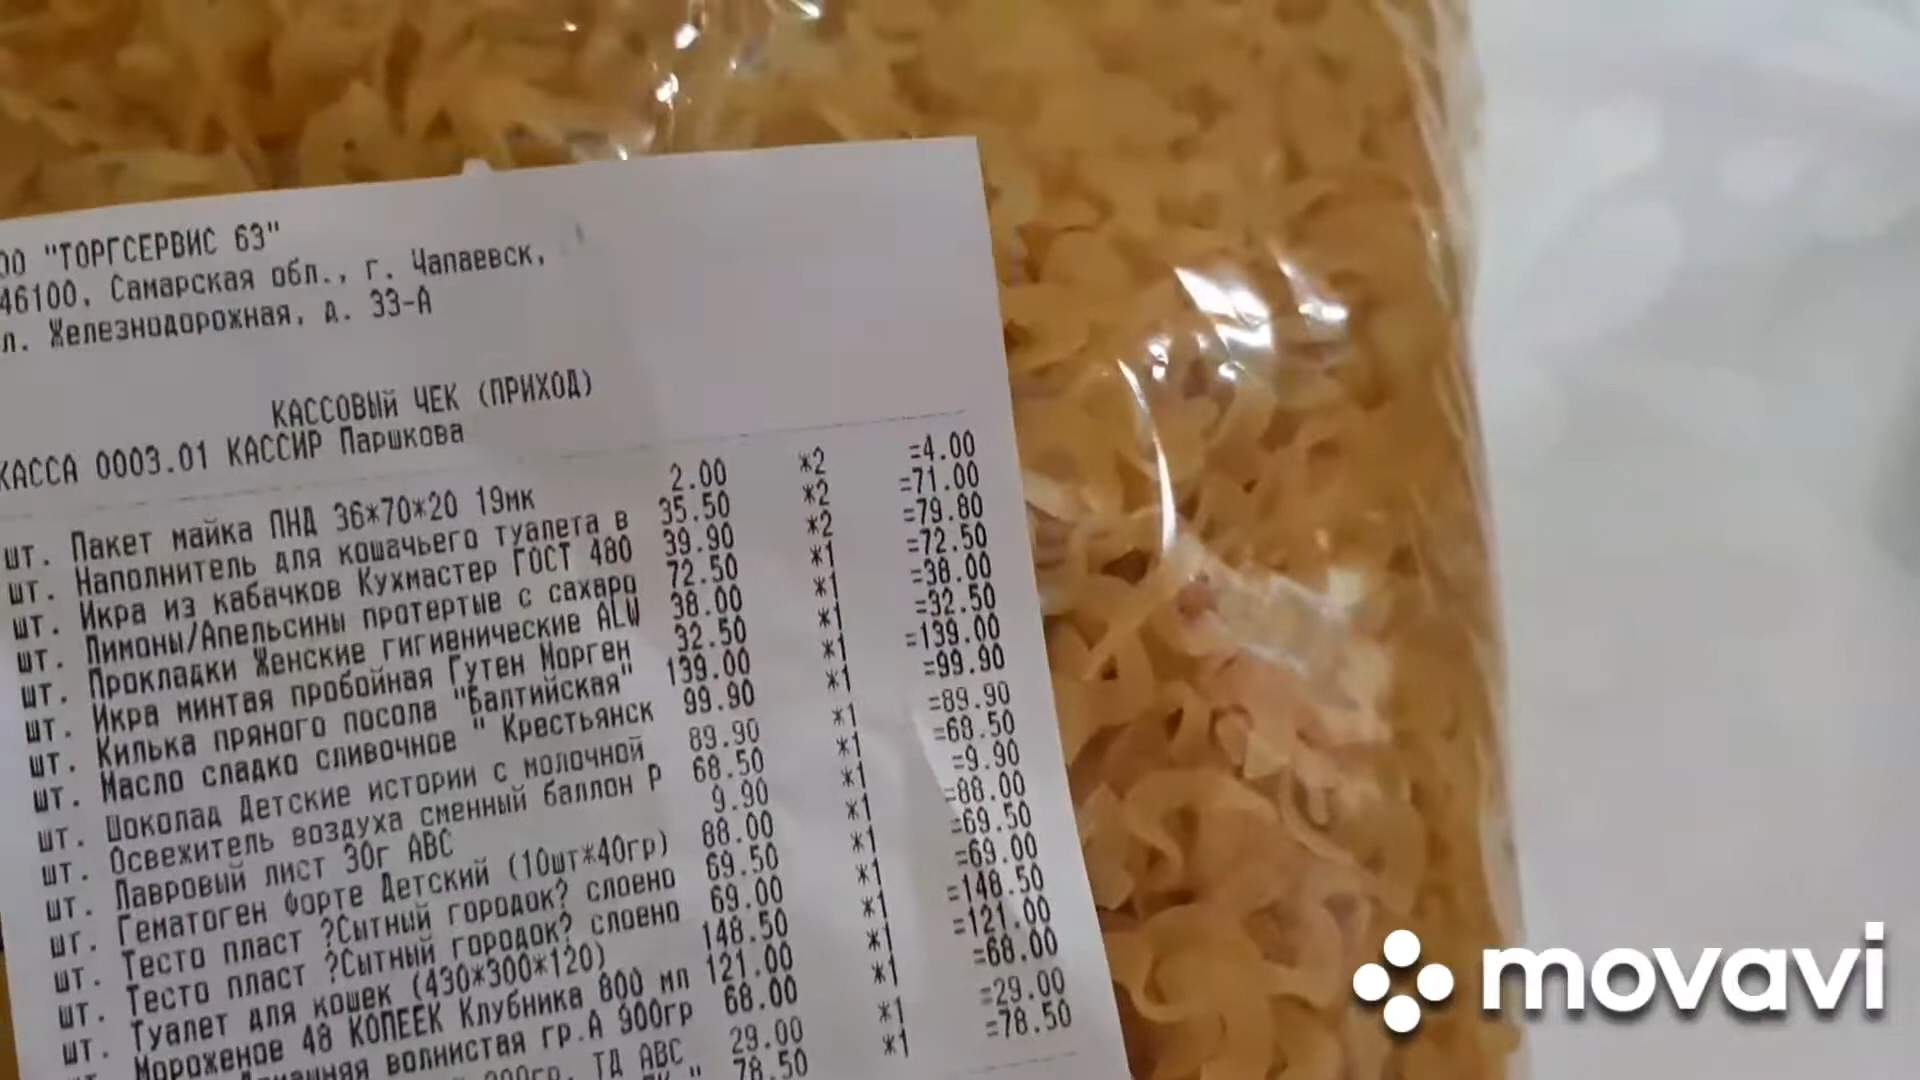 ОО "ТОРГСЕРВИС 63"
46100, Самарская обл., г. Чапаевск,
л. Железнодорожная, д. 33-А
КАССОВЫЙ ЧЕК (ПРИХОД)
КАССА 0003.01 КАССИР Паршкова
шт. Пакет майка ПНД 36*70*20 19мк 2.00 *2 =4.00
шт. Наполнитель для кошачьего туалета в 35.50 *2 =71.00
шт. Икра из кабачков Кухмастер ГОСТ 480 39.90 *2 =79.80
шт. Лимоны/Апельсины протертые с сахаро 72.50 *1 =72.50
шт. Прокладки Женские гигиенические ALW 38.00 *1 =38.00
шт. Икра минтая пробойная Гутен Морген 32.50 *1 =32.50
шт. Килька пряного посола "Балтийская" 139.00 *1 =139.00
шт. Масло сладко сливочное " Крестьянск 99.90 *1 =99.90
шт. Шоколад Детские истории с молочной 89.90 *1 =89.90
шт. Освежитель воздуха сменный баллон Р 68.50 *1 =68.50
шт. Лавровый лист 30г АВС 9.90 *1 =9.90
шт. Гематоген Форте Детский (10шт*40гр) 88.00 *1 =88.00
шт. Тесто пласт ?Сытный городок? слоено 69.50 *1 =69.50
шт. Тесто пласт ?Сытный городок? слоено 69.00 *1 =69.00
шт. Туалет для кошек (430*300*120) 148.50 *1 =148.50
Мороженое 48 КОПЕЕК Клубника 800 мл 121.00 *1 =121.00
волнистая гр.А 900гр 68.00 *1 =68.00
ТД АВС 29.00 *1 =29.00
78.50 *1 =78.50
movavi